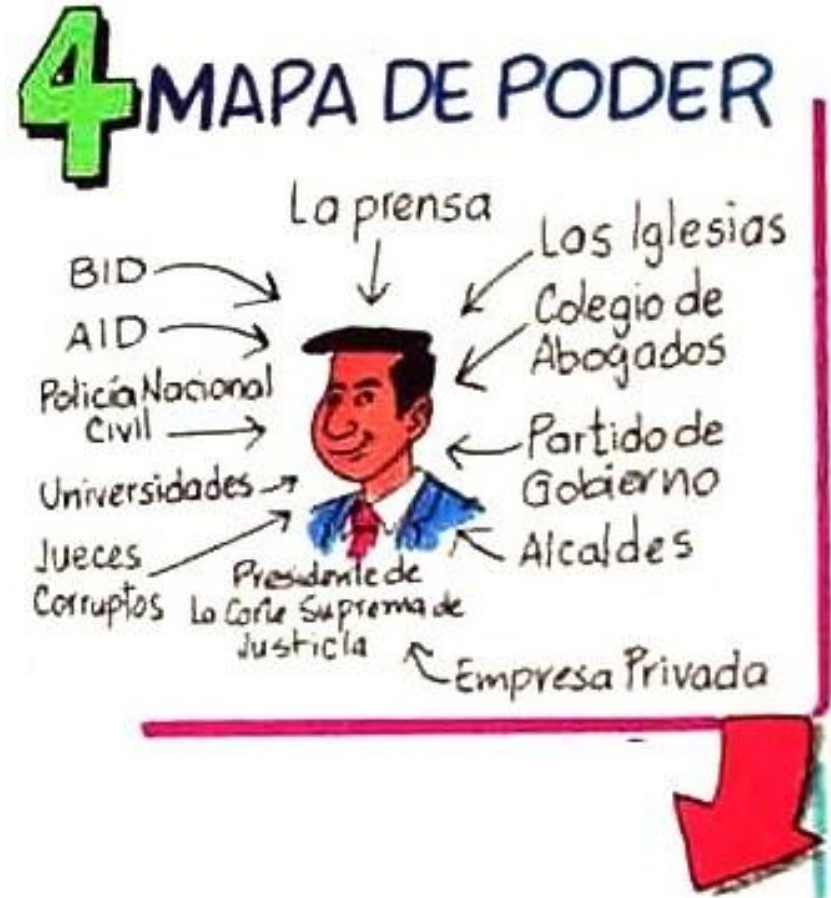 4 MAPA DE PODER
La prensa
BID
AID
Policía Nacional
Civil
Universidades
Jueces
Corruptos
Las Iglesias
Colegio de
Abogados
Partido de
Gobierno
Alcaldes
Presidente de
La Corte Suprema de
Justicia
Empresa Privada